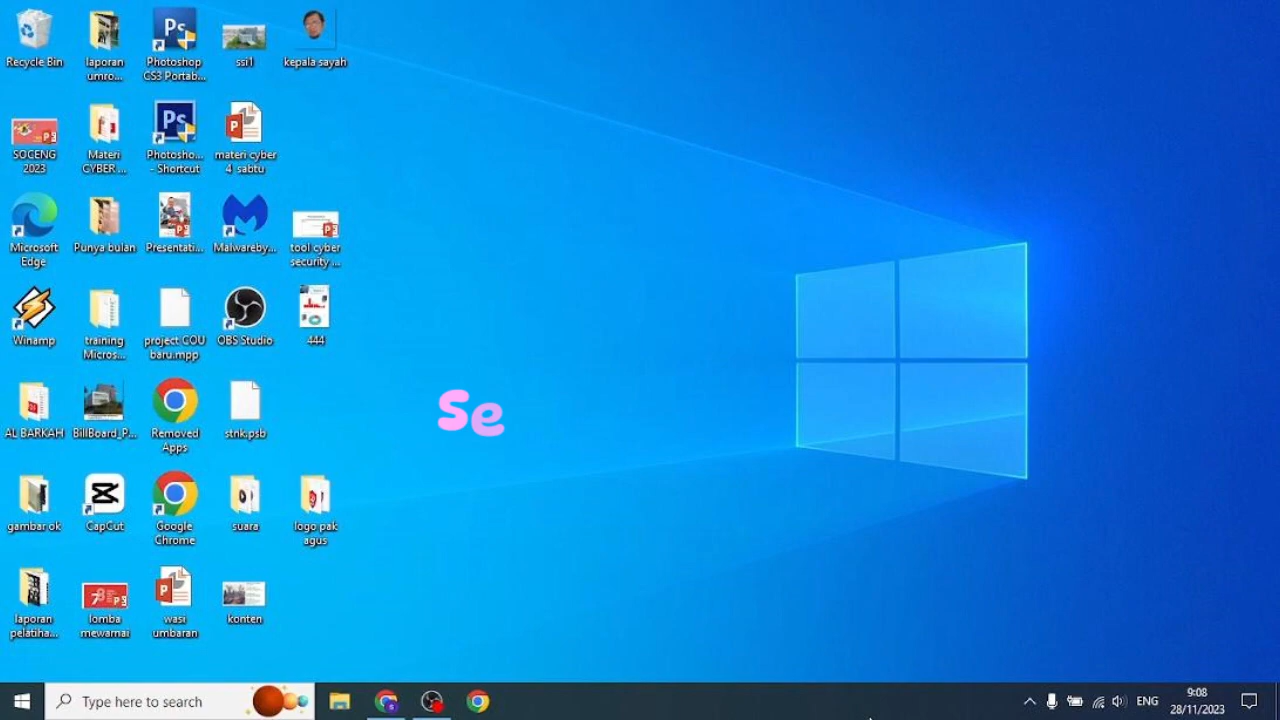 Recycle Bin
laporan
umro...
Photoshop
CS3 Portab...
ssi1
kepala sayah
SOCENG
2023
Materi
CYBER ...
Photosho...
- Shortcut
materi cyber
4 sabtu
Microsoft
Edge
Punya bulan
Presentati...
Malwareby...
tool cyber
security ...
Winamp
training
Micros...
project COU
baru.mpp
OBS Studio
444
Se
AL BARKAH
BillBoard_P...
Removed
Apps
stnk.psb
gambar ok
CapCut
Google
Chrome
suara
logo pak
agus
laporan
pelatiha...
lomba
mewarnai
wasi
umbaran
konten
Type here to search
ENG
9:08
28/11/2023